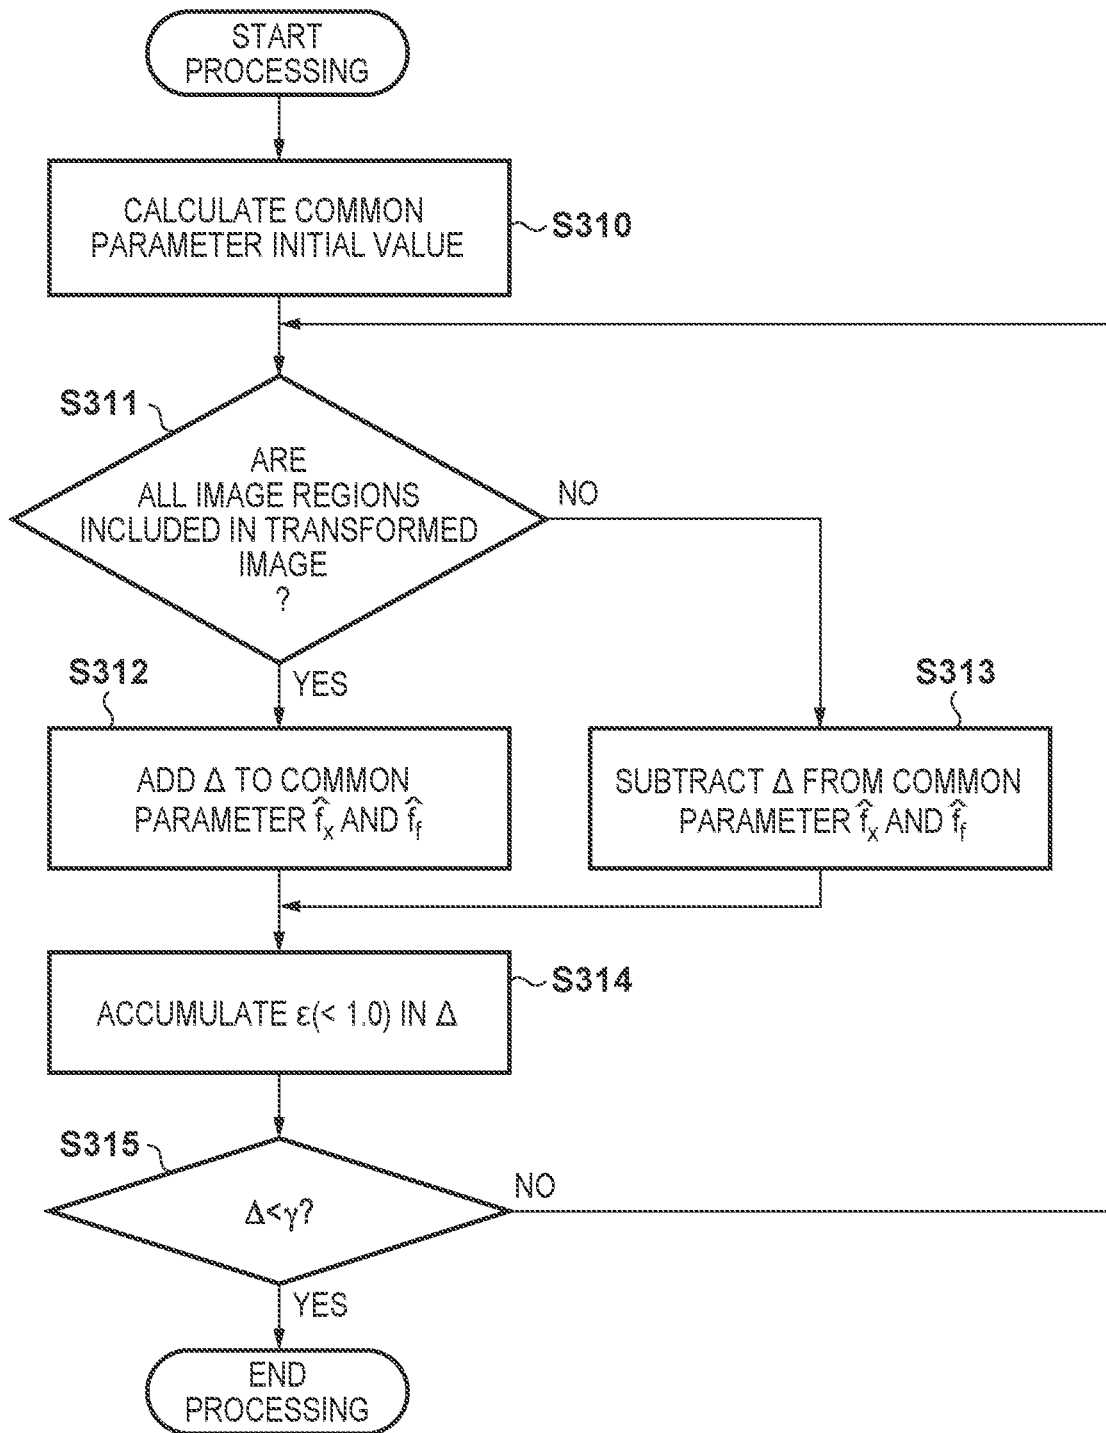 START
PROCESSING
CALCULATE COMMON
PARAMETER INITIAL VALUE
S310
S311
ARE
ALL IMAGE REGIONS
INCLUDED IN TRANSFORMED
IMAGE
?
NO
YES
S312
ADD Δ TO COMMON
PARAMETER f̂x AND f̂f
S313
SUBTRACT Δ FROM COMMON
PARAMETER f̂x AND f̂f
S314
ACCUMULATE ε(< 1.0) IN Δ
S315
Δ<γ?
NO
YES
END
PROCESSING